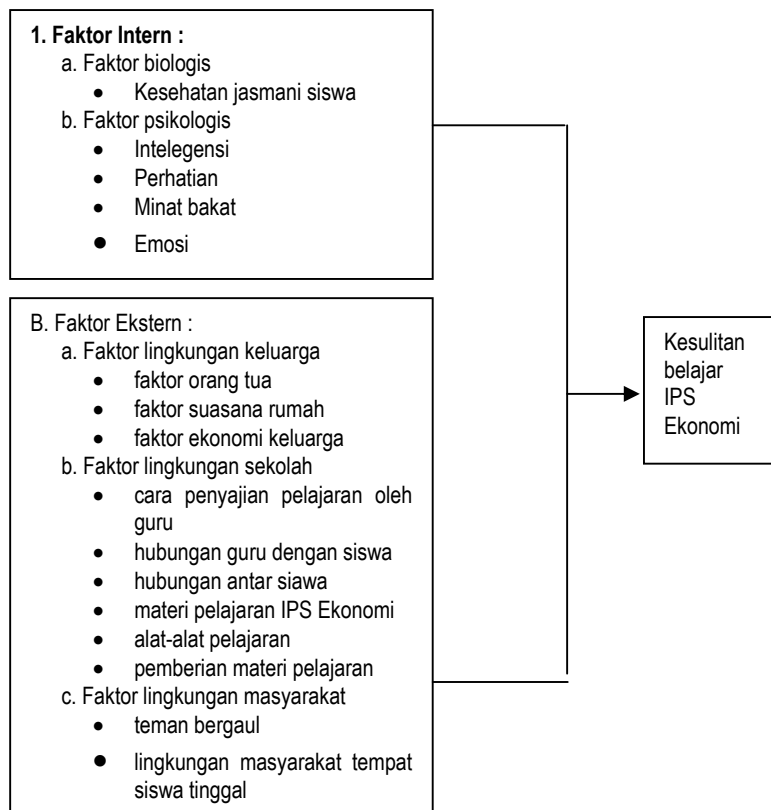 1. Faktor Intern :
a. Faktor biologis
• Kesehatan jasmani siswa
b. Faktor psikologis
• Intelegensi
• Perhatian
• Minat bakat
• Emosi
B. Faktor Ekstern :
a. Faktor lingkungan keluarga
• faktor orang tua
• faktor suasana rumah
• faktor ekonomi keluarga
b. Faktor lingkungan sekolah
• cara penyajian pelajaran oleh
guru
• hubungan guru dengan siswa
• hubungan antar siawa
• materi pelajaran IPS Ekonomi
• alat-alat pelajaran
• pemberian materi pelajaran
c. Faktor lingkungan masyarakat
• teman bergaul
• lingkungan masyarakat tempat
siswa tinggal
Kesulitan
belajar
IPS
Ekonomi